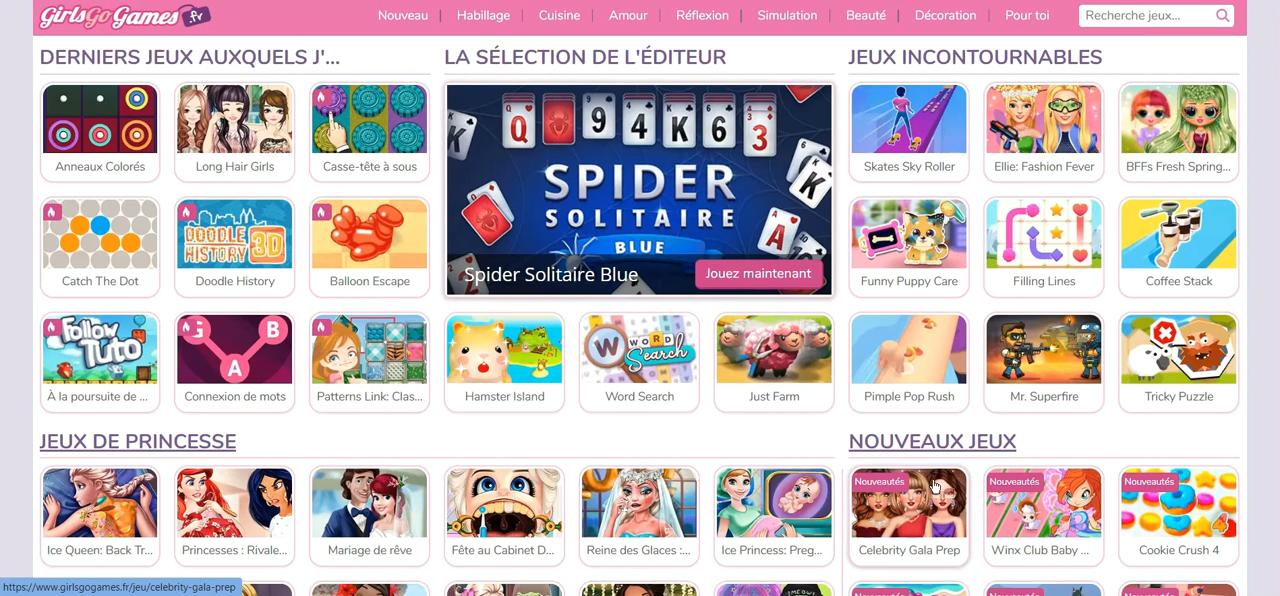 GirlsGoGames .fr
Nouveau | Habillage | Cuisine | Amour | Réflexion | Simulation | Beauté | Décoration | Pour toi
Recherche jeux...
DERNIERS JEUX AUXQUELS J'...
Anneaux Colorés
Long Hair Girls
Casse-tête à sous
DOODLE HISTORY 3D
Catch The Dot
Doodle History
Balloon Escape
Follow Tuto
G B A
À la poursuite de ...
Connexion de mots
Patterns Link: Clas...
LA SÉLECTION DE L'ÉDITEUR
K Q 9 4 K 6 3
SPIDER
SOLITAIRE
BLUE
K
A
10
Spider Solitaire Blue
Jouez maintenant
W WORD Search
Hamster Island
Word Search
Just Farm
JEUX INCONTOURNABLES
Skates Sky Roller
Ellie: Fashion Fever
BFFs Fresh Spring...
Funny Puppy Care
Filling Lines
Coffee Stack
Pimple Pop Rush
Mr. Superfire
Tricky Puzzle
JEUX DE PRINCESSE
Ice Queen: Back Tr...
Princesses : Rivale...
Mariage de rêve
Fête au Cabinet D...
Reine des Glaces :...
Ice Princess: Preg...
NOUVEAUX JEUX
Nouveautés
Nouveautés
Nouveautés
4
Celebrity Gala Prep
Winx Club Baby ...
Cookie Crush 4
https://www.girlsgogames.fr/jeu/celebrity-gala-prep